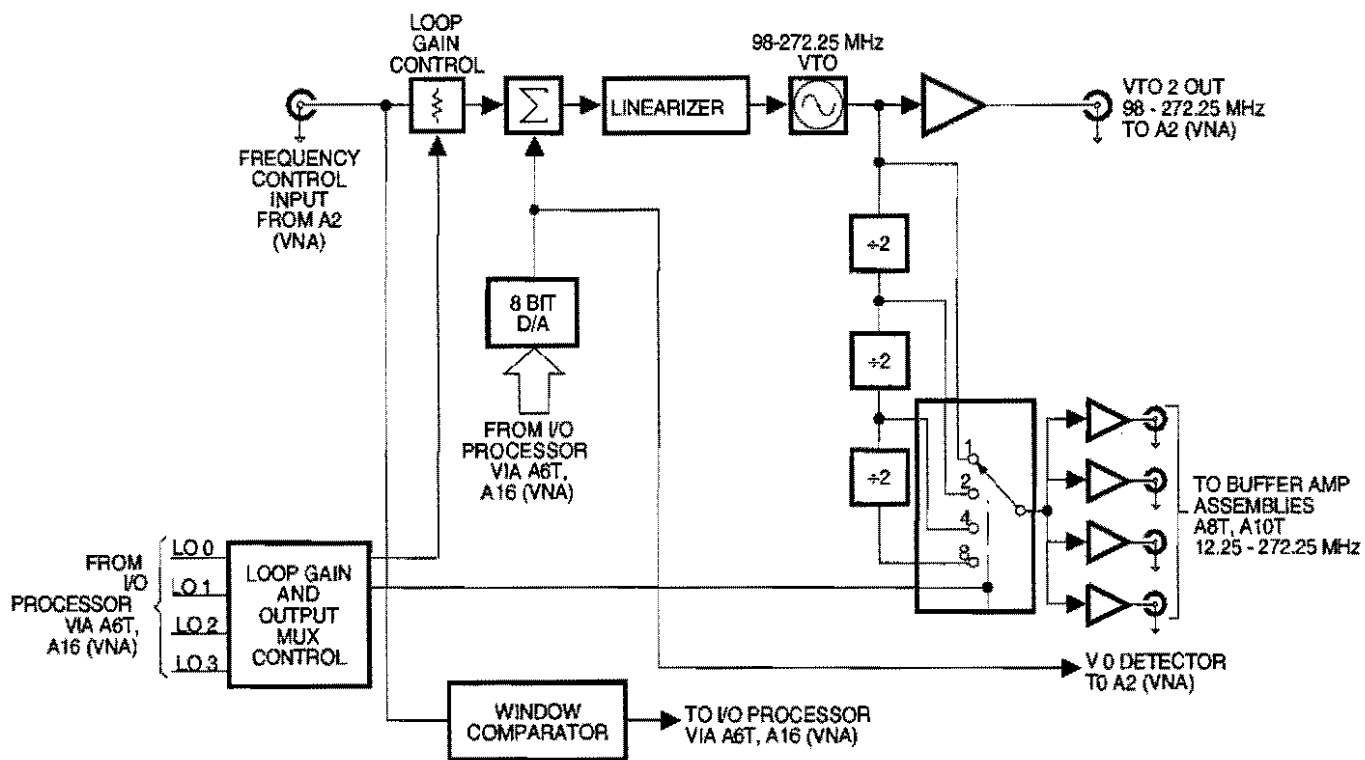 LOOP
GAIN
CONTROL
98-272.25 MHz
VTO
Σ
LINEARIZER
VTO 2 OUT
98 - 272.25 MHz
TO A2 (VNA)
FREQUENCY
CONTROL
INPUT
FROM A2
(VNA)
÷2
8 BIT
D/A
÷2
FROM I/O
PROCESSOR
VIA A6T,
A16 (VNA)
÷2
1
2
4
8
TO BUFFER AMP
ASSEMBLIES
A8T, A10T
12.25 - 272.25 MHz
FROM
I/O
PROCESSOR
VIA A6T,
A16 (VNA)
LO 0
LO 1
LO 2
LO 3
LOOP GAIN
AND
OUTPUT
MUX
CONTROL
V 0 DETECTOR
T0 A2 (VNA)
WINDOW
COMPARATOR
TO I/O PROCESSOR
VIA A6T, A16 (VNA)